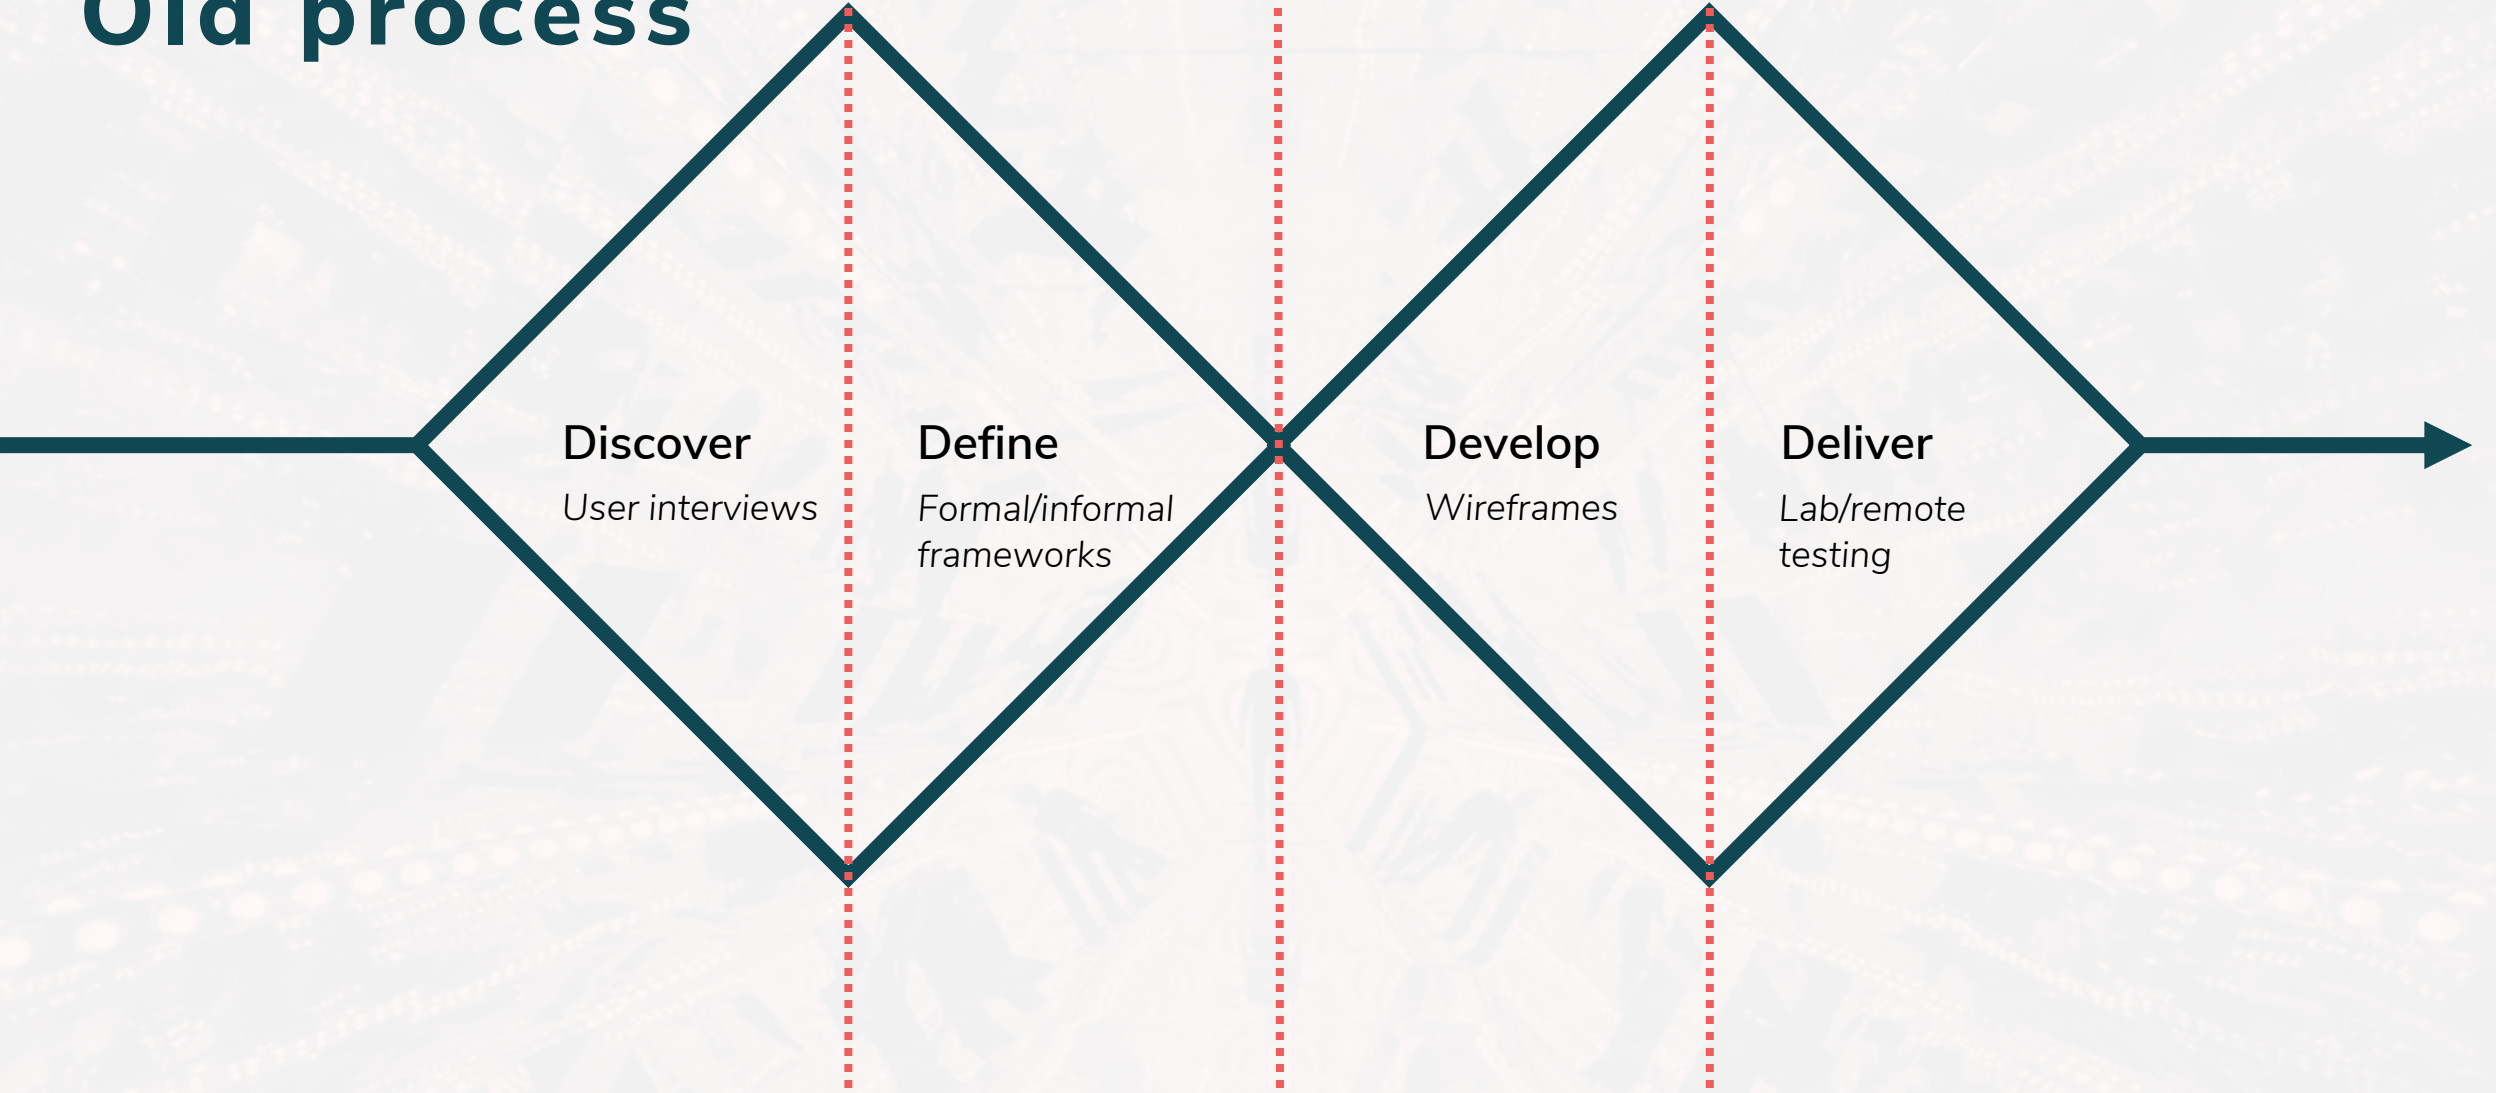 Old process
Discover
User interviews
Define
Formal/informal
frameworks
Develop
Wireframes
Deliver
Lab/remote
testing